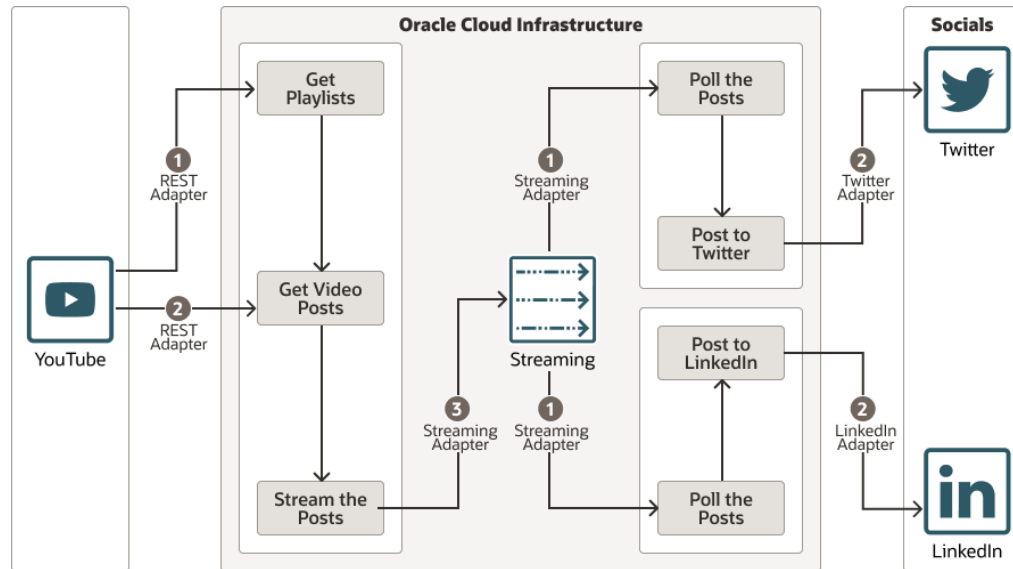 Oracle Cloud Infrastructure
Socials
Get
Playlists
Poll the
Posts
Twitter
1
REST
Adapter
1
Streaming
Adapter
2
Twitter
Adapter
Post to
Twitter
Get Video
Posts
YouTube
2
REST
Adapter
Streaming
Post to
LinkedIn
3
Streaming
Adapter
1
Streaming
Adapter
2
LinkedIn
Adapter
Stream the
Posts
Poll the
Posts
in
LinkedIn